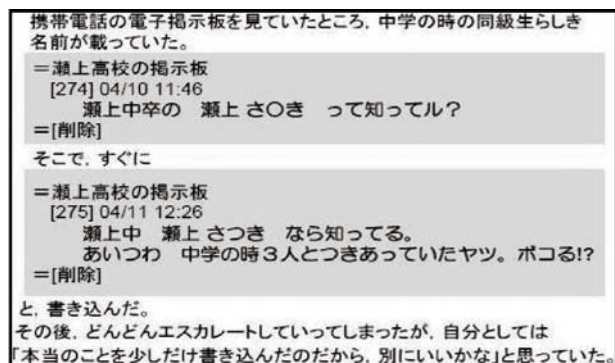 携帯電話の電子掲示板を見ていたところ，中学の時の同級生らしき
名前が載っていた。
＝瀬上高校の掲示板
[274] 04/10 11:46
瀬上中卒の　瀬上 さ〇き　って知ってル？
＝[削除]
そこで，すぐに
＝瀬上高校の掲示板
[275] 04/11 12:26
瀬上中　瀬上 さつき　なら知ってる。
あいつわ　中学の時３人とつきあっていたヤツ。ボコる!?
＝[削除]
と，書き込んだ。
その後，どんどんエスカレートしていってしまったが，自分としては
「本当のことを少しだけ書き込んだのだから，別にいいかな」と思っていた。